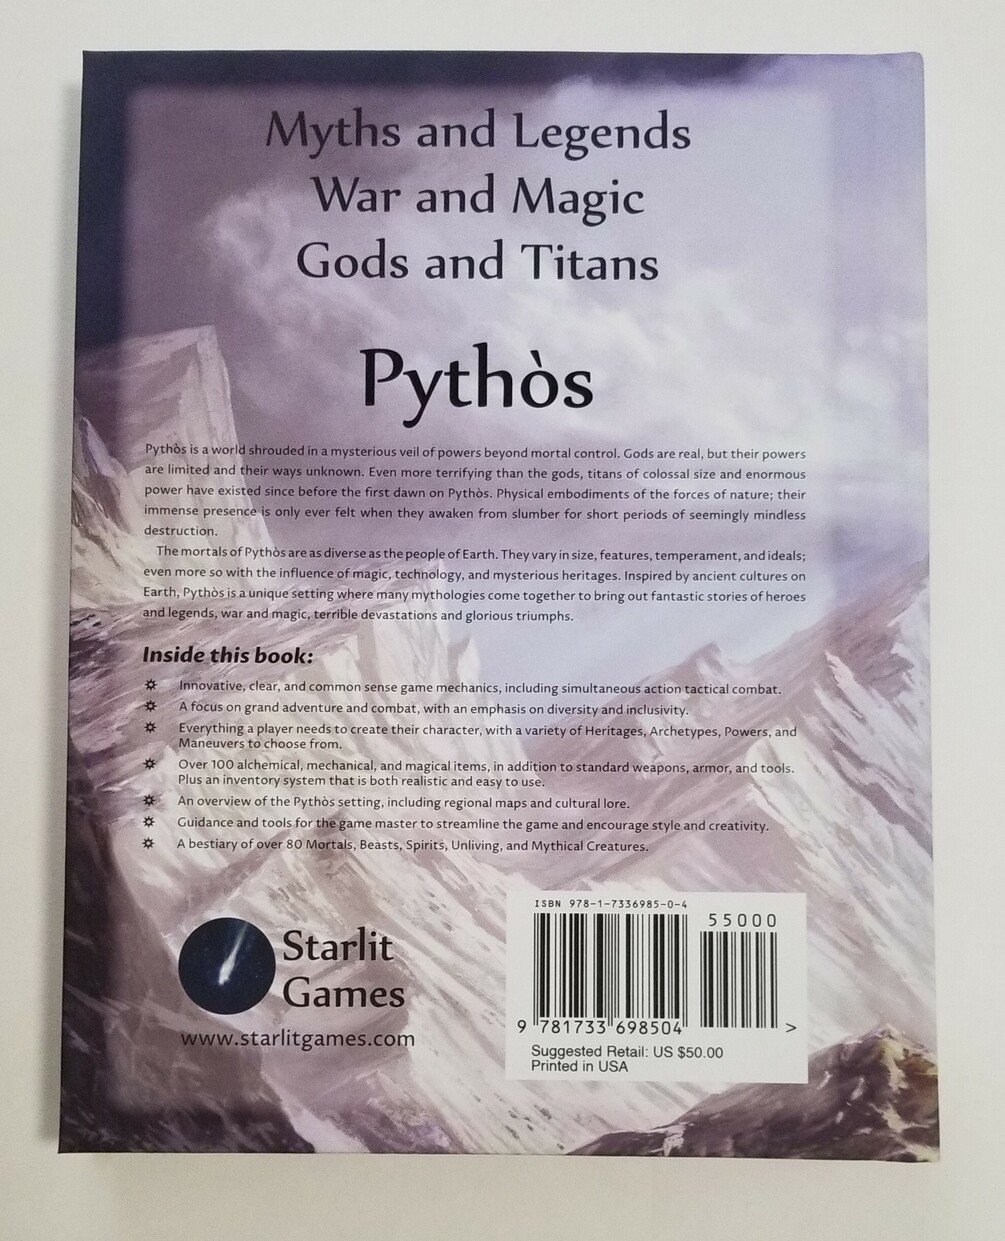 Myths and Legends
War and Magic
Gods and Titans
Pythòs
Pythòs is a world shrouded in a mysterious veil of powers beyond mortal control. Gods are real, but their powers
are limited and their ways unknown. Even more terrifying than the gods, titans of colossal size and enormous
power have existed since before the first dawn on Pythòs. Physical embodiments of the forces of nature; their
immense presence is only ever felt when they awaken from slumber for short periods of seemingly mindless
destruction.
The mortals of Pythòs are as diverse as the people of Earth. They vary in size, features, temperament, and ideals;
even more so with the influence of magic, technology, and mysterious heritages. Inspired by ancient cultures on
Earth, Pythòs is a unique setting where many mythologies come together to bring out fantastic stories of heroes
and legends, war and magic, terrible devastations and glorious triumphs.
Inside this book:
Innovative, clear, and common sense game mechanics, including simultaneous action tactical combat.
A focus on grand adventure and combat, with an emphasis on diversity and inclusivity.
Everything a player needs to create their character, with a variety of Heritages, Archetypes, Powers, and
Maneuvers to choose from.
Over 100 alchemical, mechanical, and magical items, in addition to standard weapons, armor, and tools.
Plus an inventory system that is both realistic and easy to use.
An overview of the Pythòs setting, including regional maps and cultural lore.
Guidance and tools for the game master to streamline the game and encourage style and creativity.
A bestiary of over 80 Mortals, Beasts, Spirits, Unliving, and Mythical Creatures.
Starlit
Games
www.starlitgames.com
ISBN 978-1-7336985-0-4
55000
9 781733 698504 >
Suggested Retail: US $50.00
Printed in USA